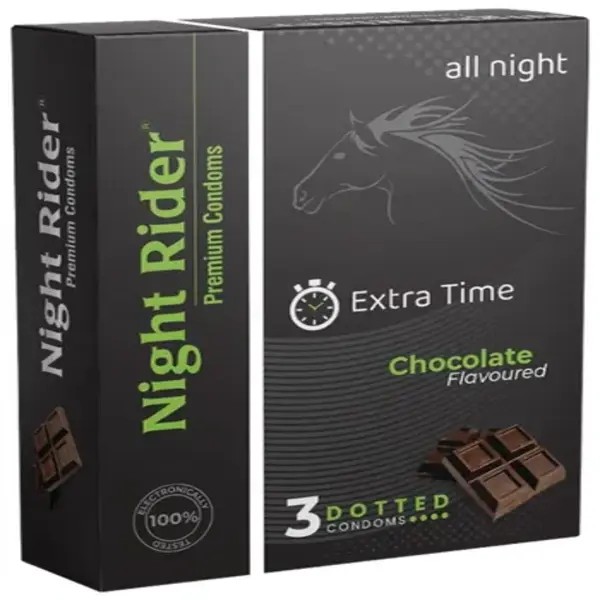 Night Rider®
Premium Condoms
Night Rider®
Premium Condoms
ELECTRONICALLY
100%
TESTED
all night
Extra Time
Chocolate
Flavoured
3 DOTTED
CONDOMS